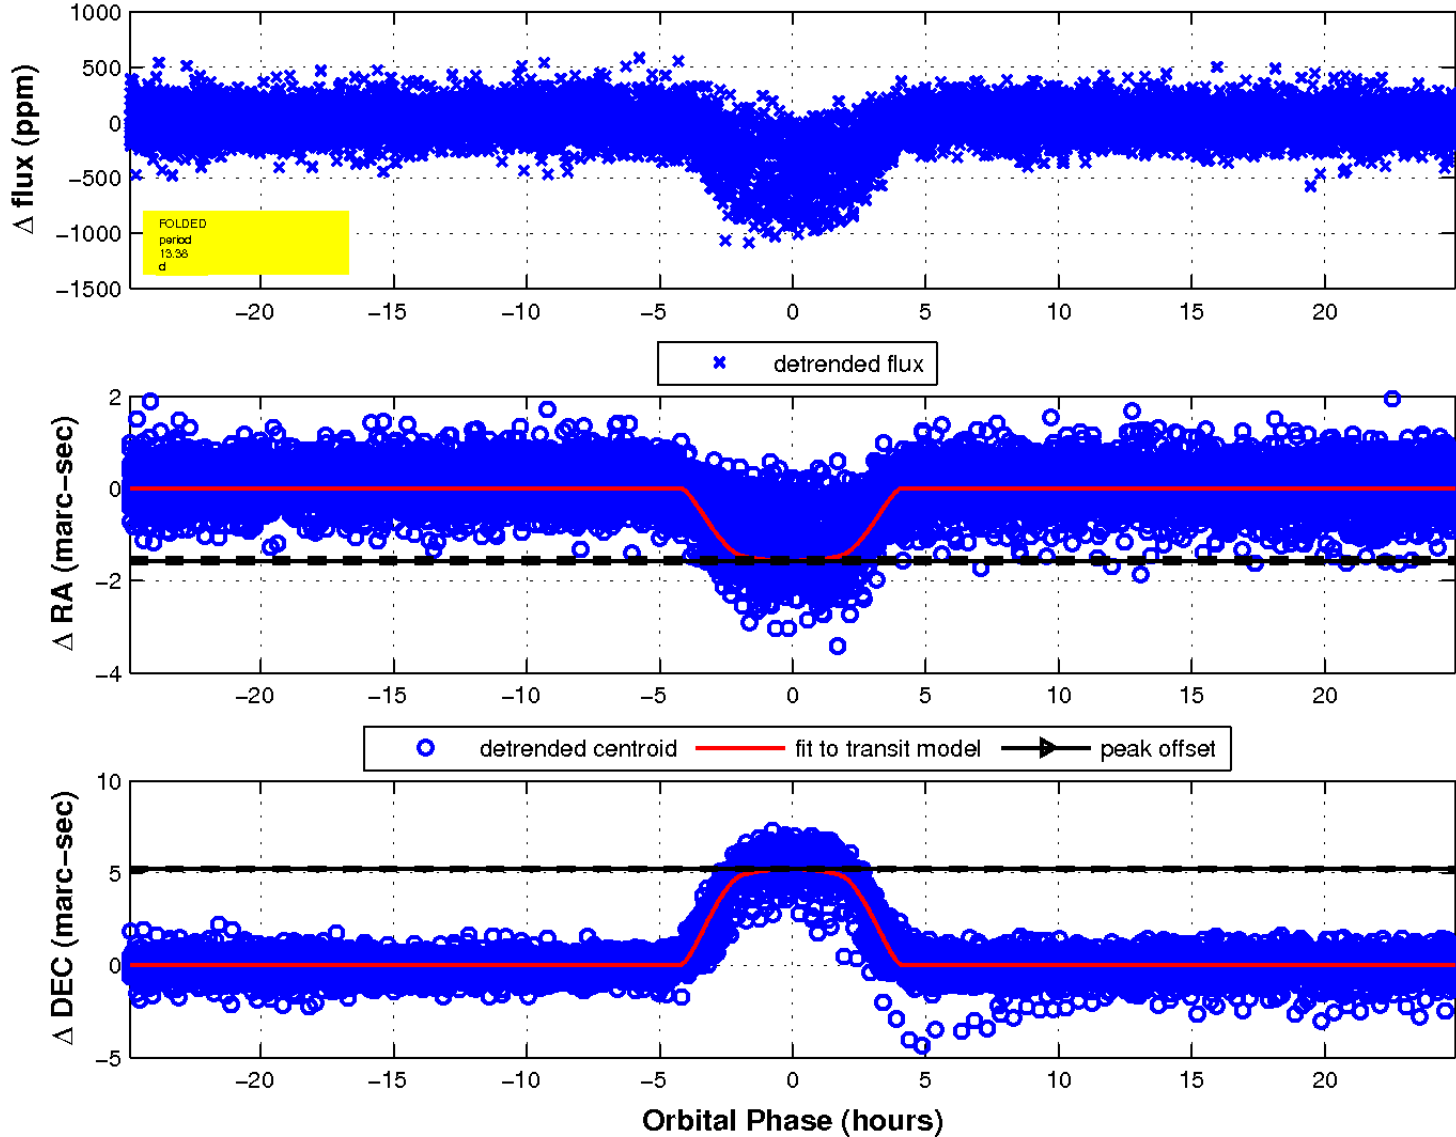 1000
500
0
−500
−1000
−1500
Δ flux (ppm)
FOLDED
period
13.38
d
−20 −15 −10 −5 0 5 10 15 20
detrended flux
2
0
−2
−4
Δ RA (marc−sec)
−20 −15 −10 −5 0 5 10 15 20
detrended centroid fit to transit model peak offset
10
5
0
−5
Δ DEC (marc−sec)
−20 −15 −10 −5 0 5 10 15 20
Orbital Phase (hours)